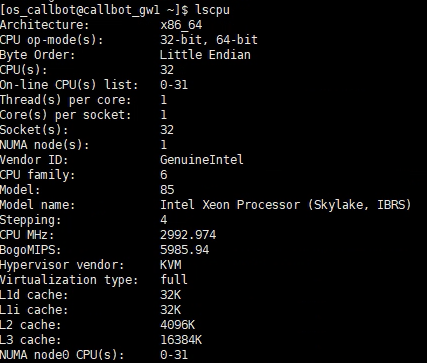 [os_callbot@callbot_gw1 ~]$ lscpu
Architecture: x86_64
CPU op-mode(s): 32-bit, 64-bit
Byte Order: Little Endian
CPU(s): 32
On-line CPU(s) list: 0-31
Thread(s) per core: 1
Core(s) per socket: 1
Socket(s): 32
NUMA node(s): 1
Vendor ID: GenuineIntel
CPU family: 6
Model: 85
Model name: Intel Xeon Processor (Skylake, IBRS)
Stepping: 4
CPU MHz: 2992.974
BogoMIPS: 5985.94
Hypervisor vendor: KVM
Virtualization type: full
L1d cache: 32K
L1i cache: 32K
L2 cache: 4096K
L3 cache: 16384K
NUMA node0 CPU(s): 0-31